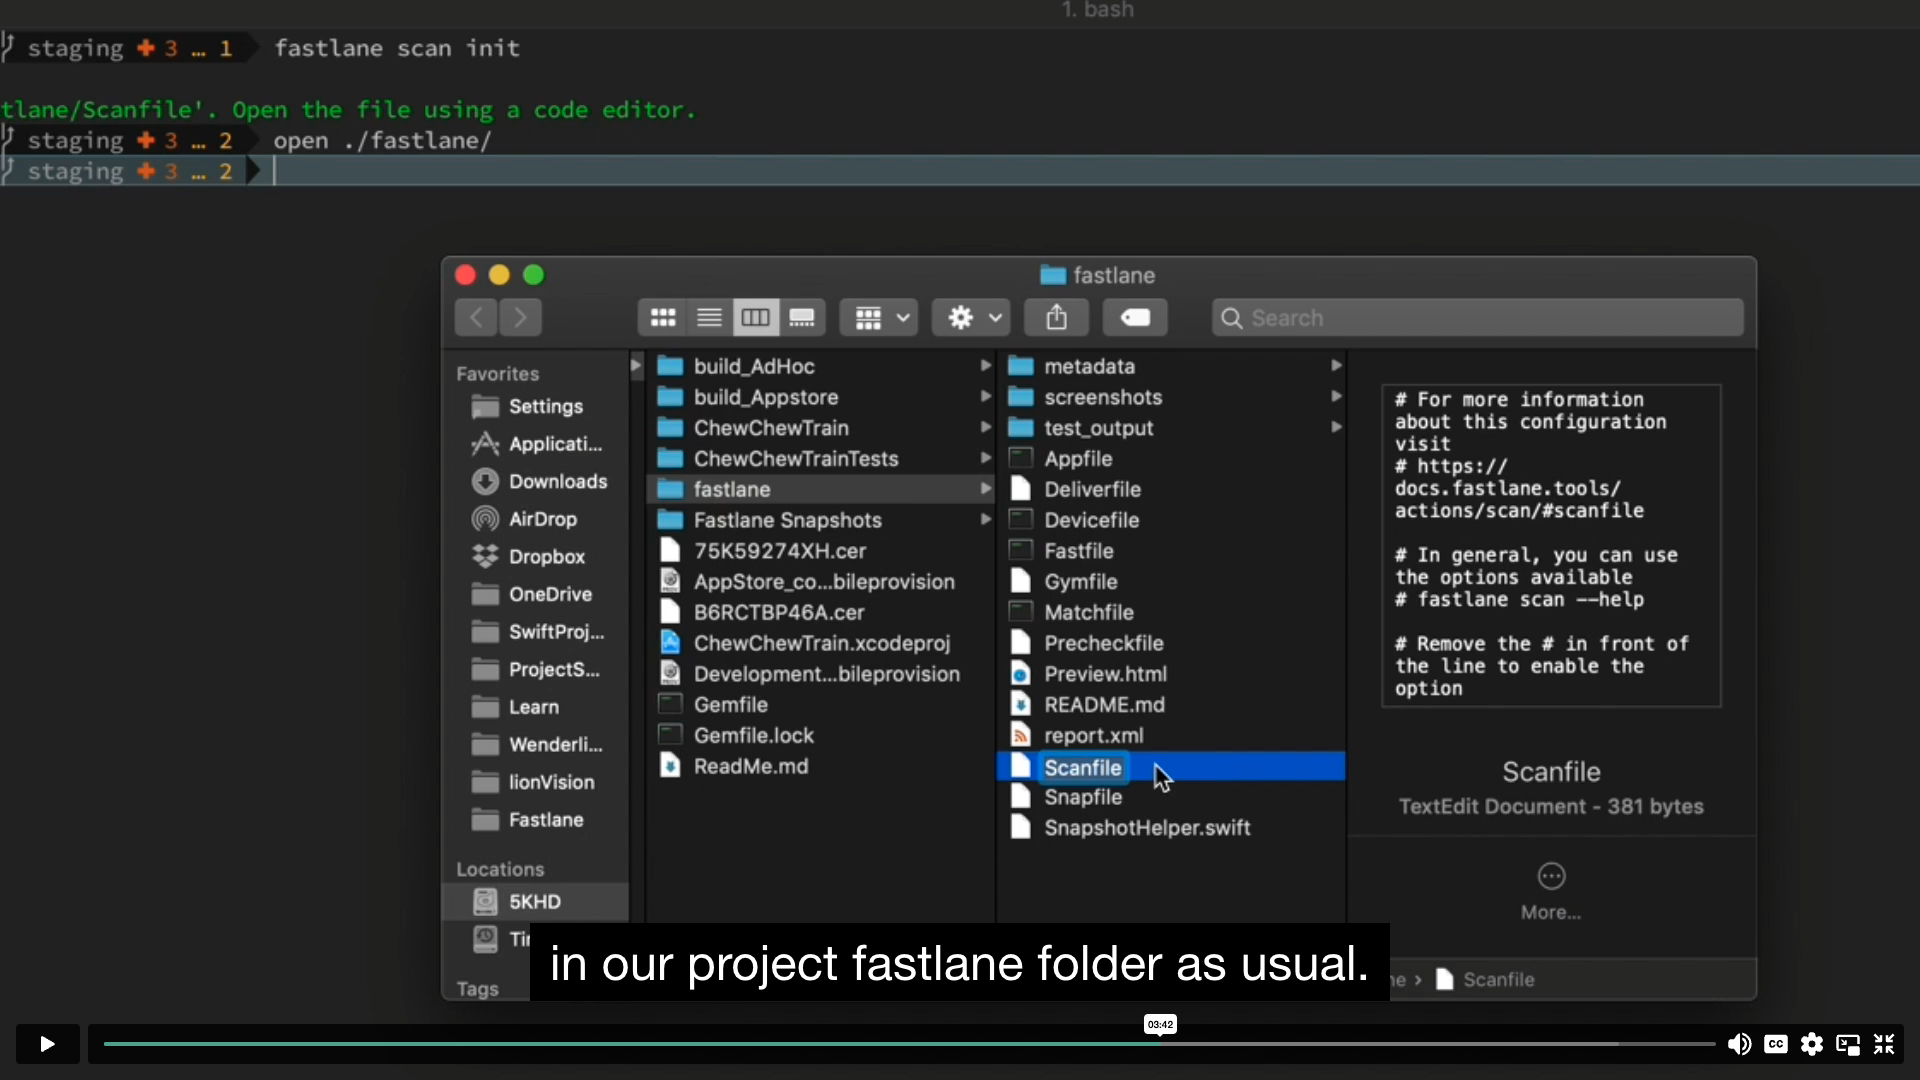 1. bash
staging + 3 … 1 fastlane scan init
tlane/Scanfile'. Open the file using a code editor.
staging + 3 … 2 open ./fastlane/
staging + 3 … 2
fastlane
Search
Favorites
Settings
Applicati...
Downloads
AirDrop
Dropbox
OneDrive
SwiftProj...
ProjectS...
Learn
Wenderli...
lionVision
Fastlane
Locations
5KHD
Tags
build_AdHoc
build_Appstore
ChewChewTrain
ChewChewTrainTests
fastlane
Fastlane Snapshots
75K59274XH.cer
AppStore_co...bileprovision
B6RCTBP46A.cer
ChewChewTrain.xcodeproj
Development...bileprovision
Gemfile
Gemfile.lock
ReadMe.md
metadata
screenshots
test_output
Appfile
Deliverfile
Devicefile
Fastfile
Gymfile
Matchfile
Precheckfile
Preview.html
README.md
report.xml
Scanfile
Snapfile
SnapshotHelper.swift
# For more information
about this configuration
visit
# https://
docs.fastlane.tools/
actions/scan/#scanfile
# In general, you can use
the options available
# fastlane scan --help
# Remove the # in front of
the line to enable the
option
Scanfile
TextEdit Document - 381 bytes
More...
Scanfile
in our project fastlane folder as usual.
03:42
CC